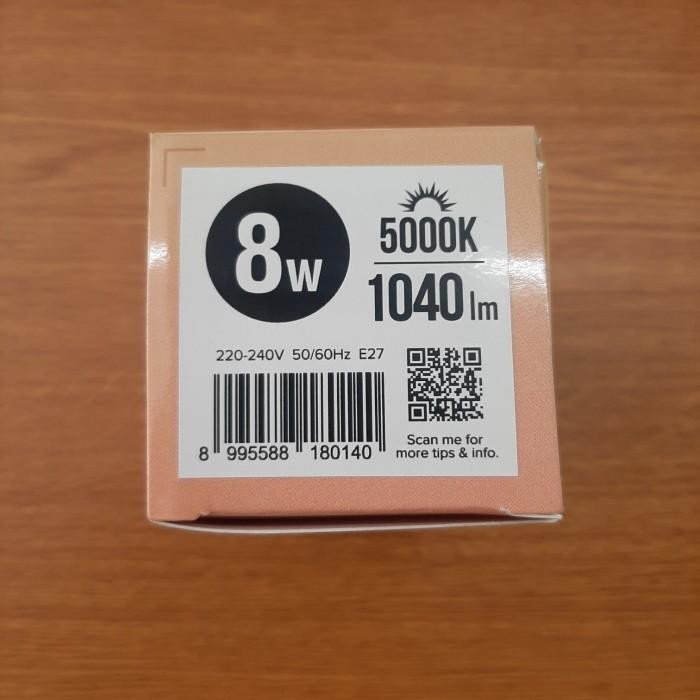 8W
5000K
1040 lm
220-240V 50/60Hz E27
8 995588 180140
Scan me for
more tips & info.